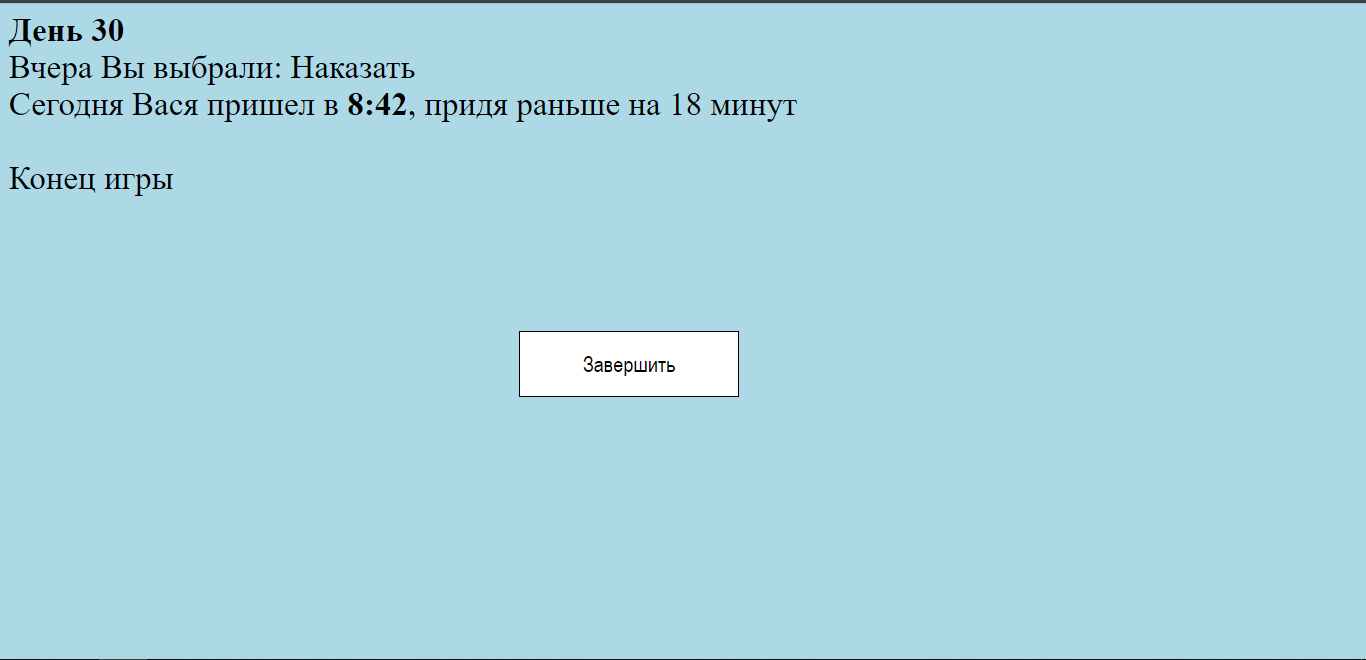 День 30
Вчера Вы выбрали: Наказать
Сегодня Вася пришел в 8:42, придя раньше на 18 минут
Конец игры
Завершить